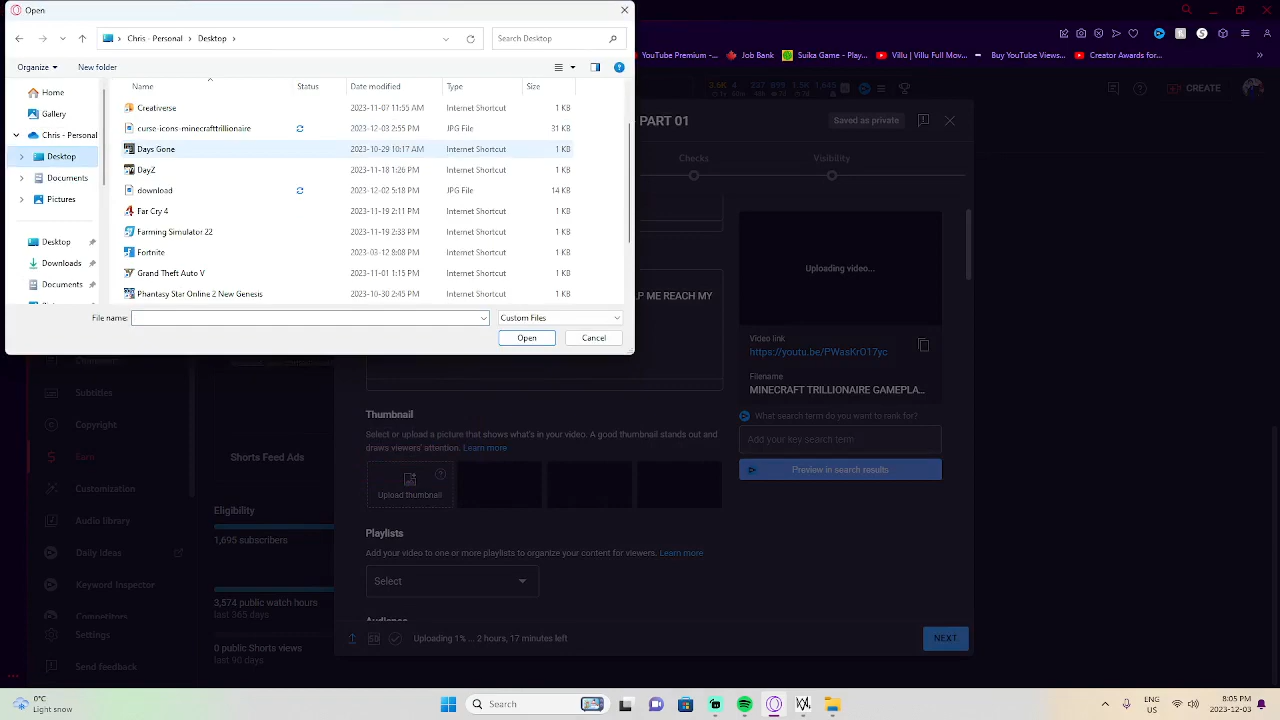 Open
Chris - Personal > Desktop >
Search Desktop
Organize
New folder
Name Status Date modified Type Size
Home
Gallery
Chris - Personal
Desktop
Documents
Pictures
Desktop
Downloads
Documents
Creativerse 2023-11-07 11:55 AM Internet Shortcut 1 KB
curse-icons-minecrafttrillionaire 2023-12-03 2:55 PM JPG File 31 KB
Days Gone 2023-10-29 10:17 AM Internet Shortcut 1 KB
DayZ 2023-11-18 1:26 PM Internet Shortcut 1 KB
download 2023-12-02 5:18 PM JPG File 14 KB
Far Cry 4 2023-11-19 2:11 PM Internet Shortcut 1 KB
Farming Simulator 22 2023-11-19 2:33 PM Internet Shortcut 1 KB
Fortnite 2023-03-12 8:08 PM Internet Shortcut 1 KB
Grand Theft Auto V 2023-11-01 1:15 PM Internet Shortcut 1 KB
Phantasy Star Online 2 New Genesis 2023-10-30 2:45 PM Internet Shortcut 1 KB
File name:
Custom Files
Open
Cancel
YouTube Premium -...
Job Bank
Suika Game - Play...
Villu | Villu Full Mov...
Buy YouTube Views...
Creator Awards for...
CREATE
PART 01
Saved as private
Checks
Visibility
LP ME REACH MY
Uploading video...
Video link
https://youtu.be/PWasKrO17yc
Filename
MINECRAFT TRILLIONAIRE GAMEPLA...
What search term do you want to rank for?
Add your key search term
Preview in search results
Thumbnail
Select or upload a picture that shows what's in your video. A good thumbnail stands out and
draws viewers' attention. Learn more
Upload thumbnail
Playlists
Add your video to one or more playlists to organize your content for viewers. Learn more
Select
Audience
Uploading 1% ... 2 hours, 17 minutes left
NEXT
Subtitles
Copyright
Earn
Customization
Audio library
Daily Ideas
Keyword Inspector
Competitors
Settings
Send feedback
Shorts Feed Ads
Eligibility
1,695 subscribers
3,574 public watch hours
last 365 days
0 public Shorts views
last 90 days
0°C
Light snow
Search
ENG
US
8:05 PM
2023-12-03